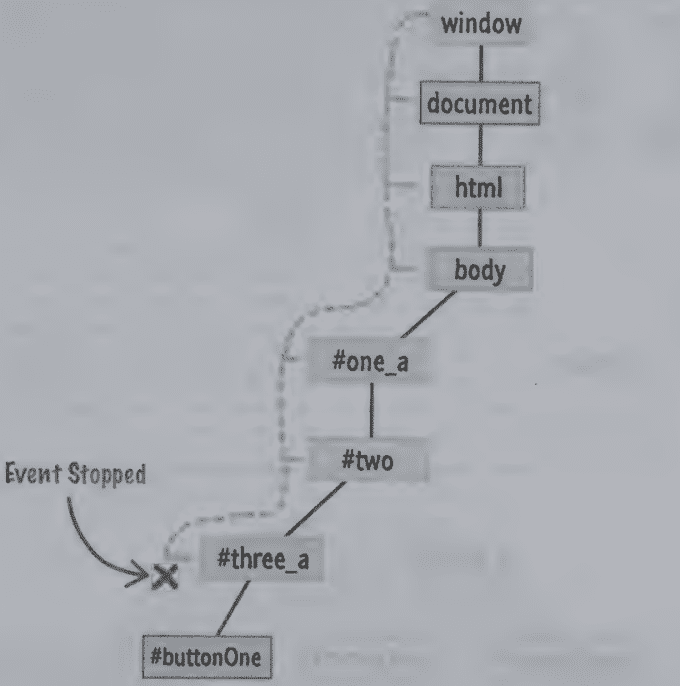 window
document
html
body
#one_a
#two
Event Stopped
#three_a
#buttonOne